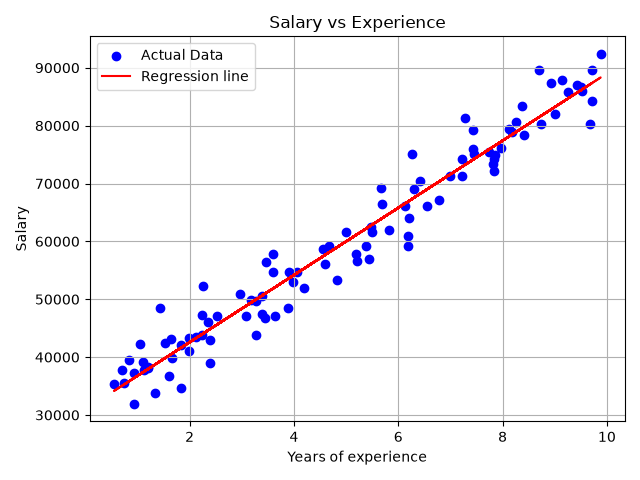 Salary vs Experience
Actual Data
Regression line
90000
80000
70000
60000
50000
40000
30000
Salary
2 4 6 8 10
Years of experience